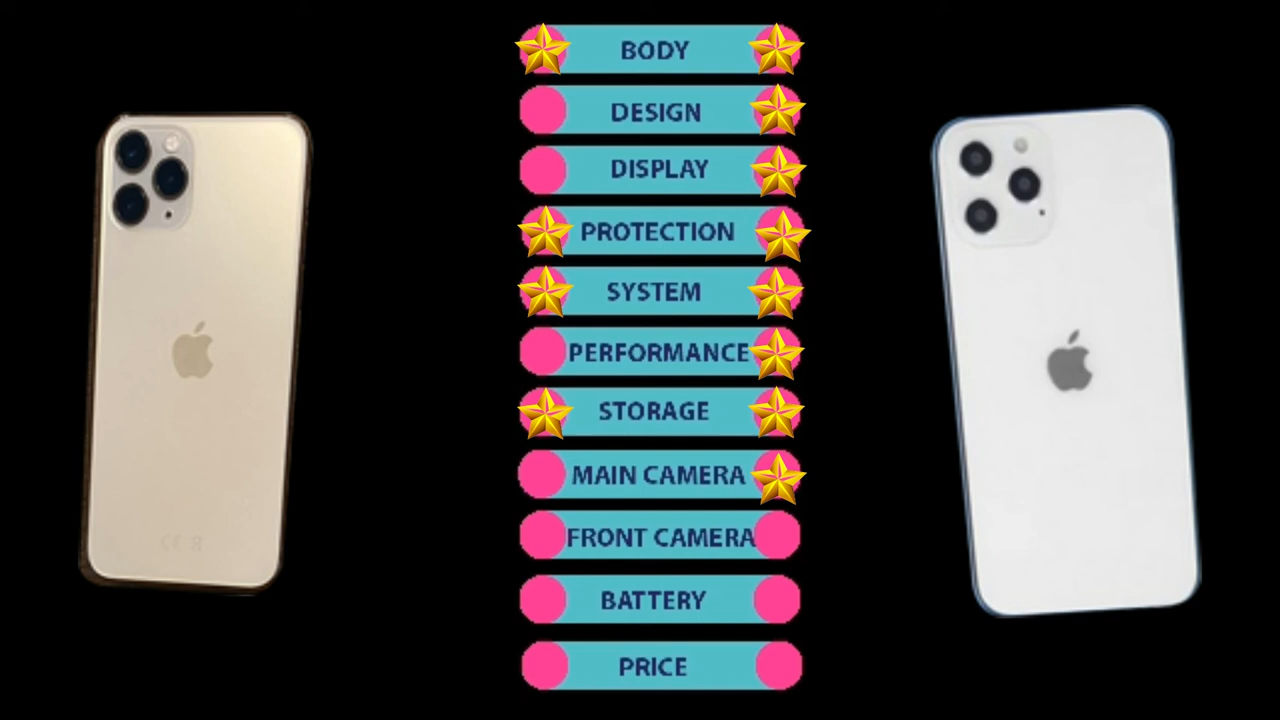 BODY
DESIGN
DISPLAY
PROTECTION
SYSTEM
PERFORMANCE
STORAGE
MAIN CAMERA
FRONT CAMERA
BATTERY
PRICE